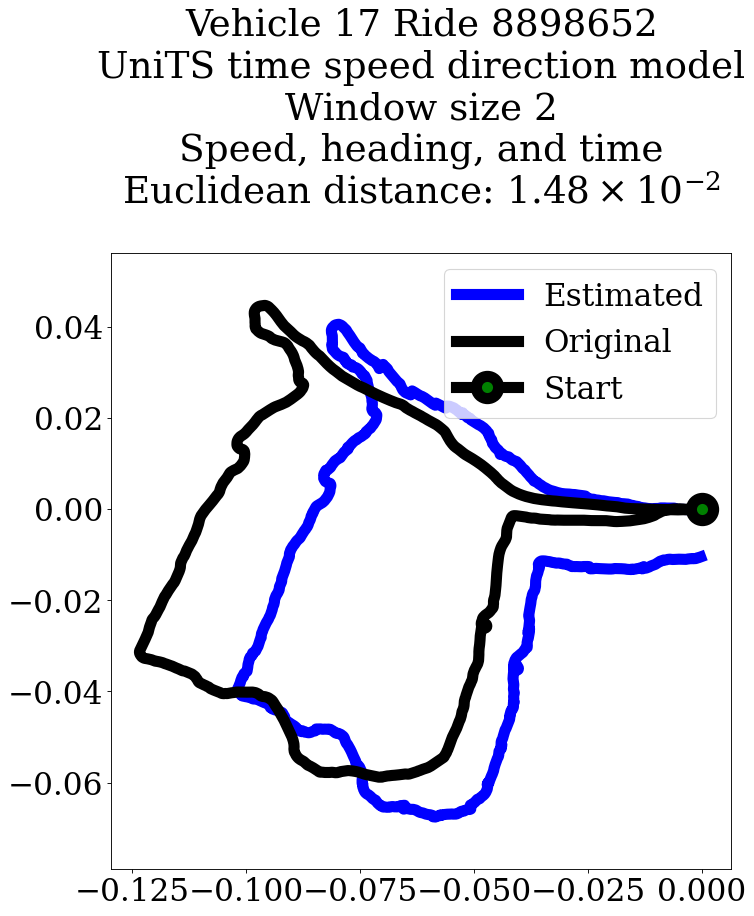 Vehicle 17 Ride 8898652
UniTS time speed direction model
Window size 2
Speed, heading, and time
Euclidean distance: $1.48 \times 10^{-2}$
Estimated
Original
Start
0.04
0.02
0.00
−0.02
−0.04
−0.06
−0.125 −0.100 −0.075 −0.050 −0.025 0.000